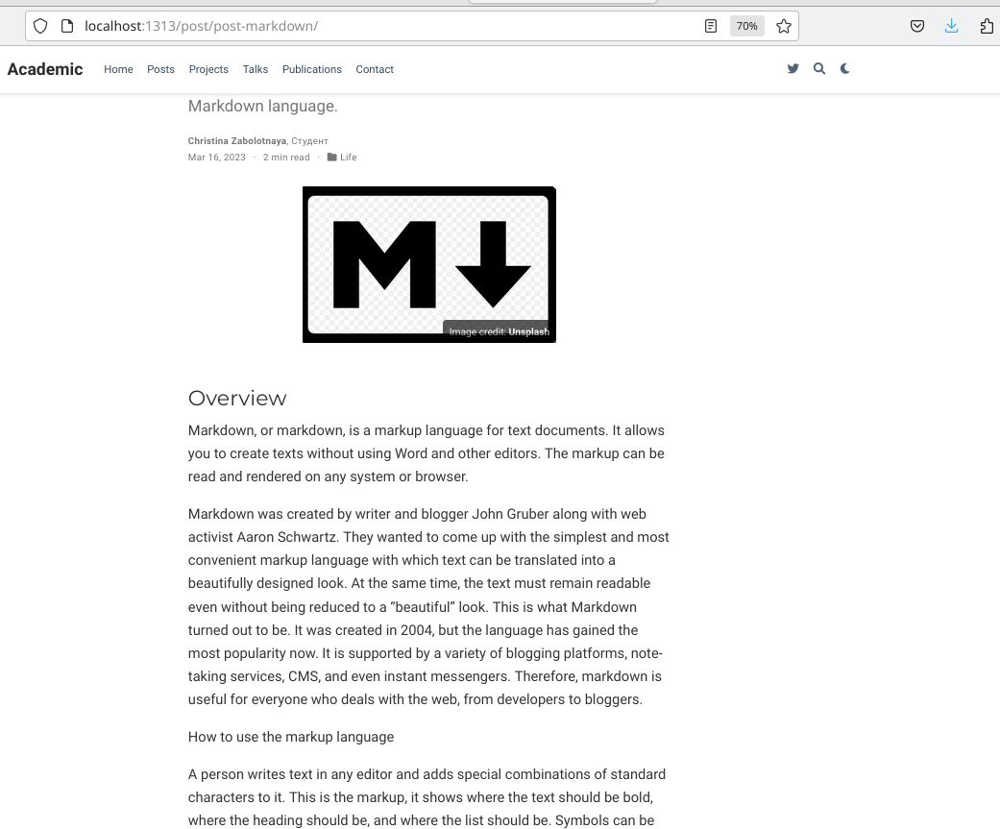 localhost:1313/post/post-markdown/
70%
Academic Home Posts Projects Talks Publications Contact
Markdown language.
Christina Zabolotnaya, Студент
Mar 16, 2023 · 2 min read · Life
M
Image credit: Unsplash
Overview
Markdown, or markdown, is a markup language for text documents. It allows
you to create texts without using Word and other editors. The markup can be
read and rendered on any system or browser.
Markdown was created by writer and blogger John Gruber along with web
activist Aaron Schwartz. They wanted to come up with the simplest and most
convenient markup language with which text can be translated into a
beautifully designed look. At the same time, the text must remain readable
even without being reduced to a “beautiful” look. This is what Markdown
turned out to be. It was created in 2004, but the language has gained the
most popularity now. It is supported by a variety of blogging platforms, note-
taking services, CMS, and even instant messengers. Therefore, markdown is
useful for everyone who deals with the web, from developers to bloggers.
How to use the markup language
A person writes text in any editor and adds special combinations of standard
characters to it. This is the markup, it shows where the text should be bold,
where the heading should be, and where the list should be. Symbols can be